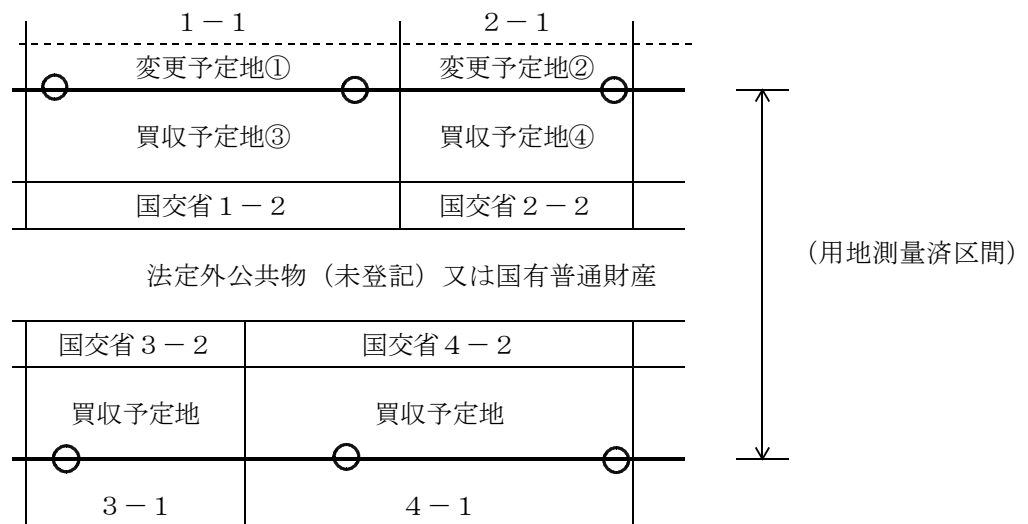 1－1 2－1
変更予定地① 変更予定地②
買収予定地③ 買収予定地④
国交省1－2 国交省2－2
（用地測量済区間）
法定外公共物（未登記）又は国有普通財産
国交省3－2 国交省4－2
買収予定地 買収予定地
3－1 4－1